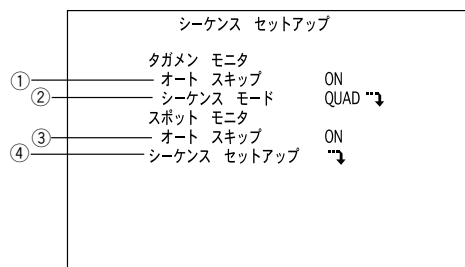 シーケンス セットアップ
タガメン モニタ
① オート スキップ ON
② シーケンス モード QUAD
スポット モニタ
③ オート スキップ ON
④ シーケンス セットアップ